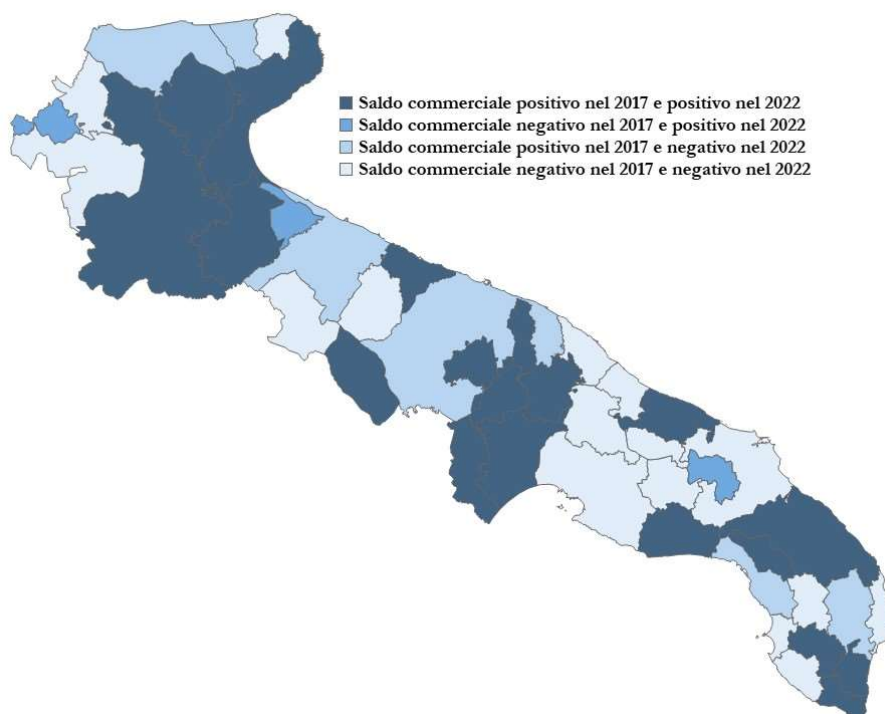 Saldo commerciale positivo nel 2017 e positivo nel 2022
Saldo commerciale negativo nel 2017 e positivo nel 2022
Saldo commerciale positivo nel 2017 e negativo nel 2022
Saldo commerciale negativo nel 2017 e negativo nel 2022